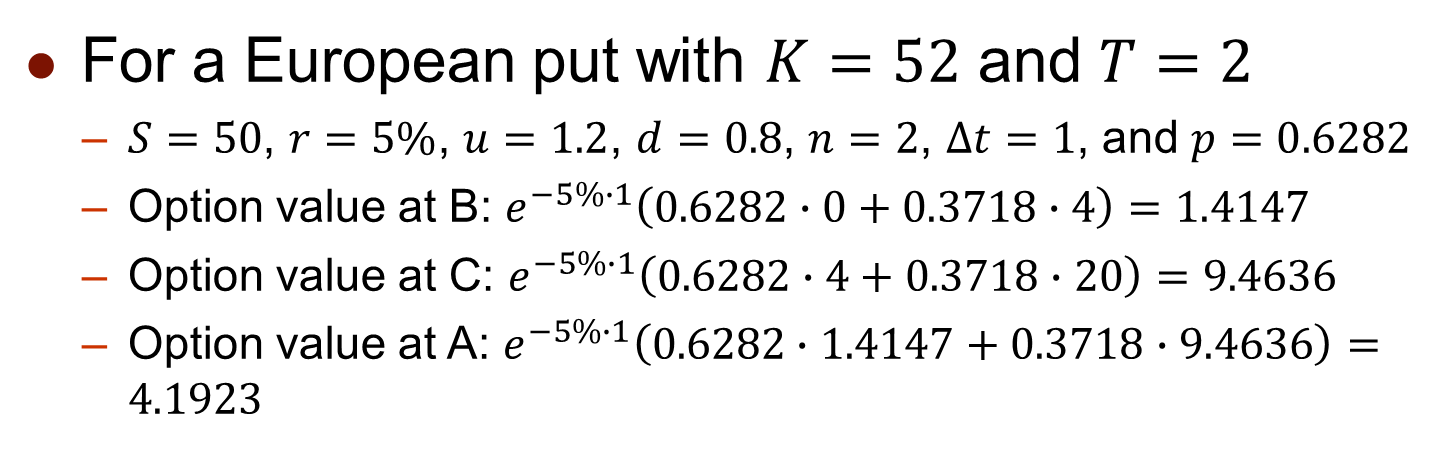 ● For a European put with K = 52 and T = 2
– S = 50, r = 5%, u = 1.2, d = 0.8, n = 2, Δt = 1, and p = 0.6282
– Option value at B: e^{−5%·1}(0.6282 · 0 + 0.3718 · 4) = 1.4147
– Option value at C: e^{−5%·1}(0.6282 · 4 + 0.3718 · 20) = 9.4636
– Option value at A: e^{−5%·1}(0.6282 · 1.4147 + 0.3718 · 9.4636) =
4.1923